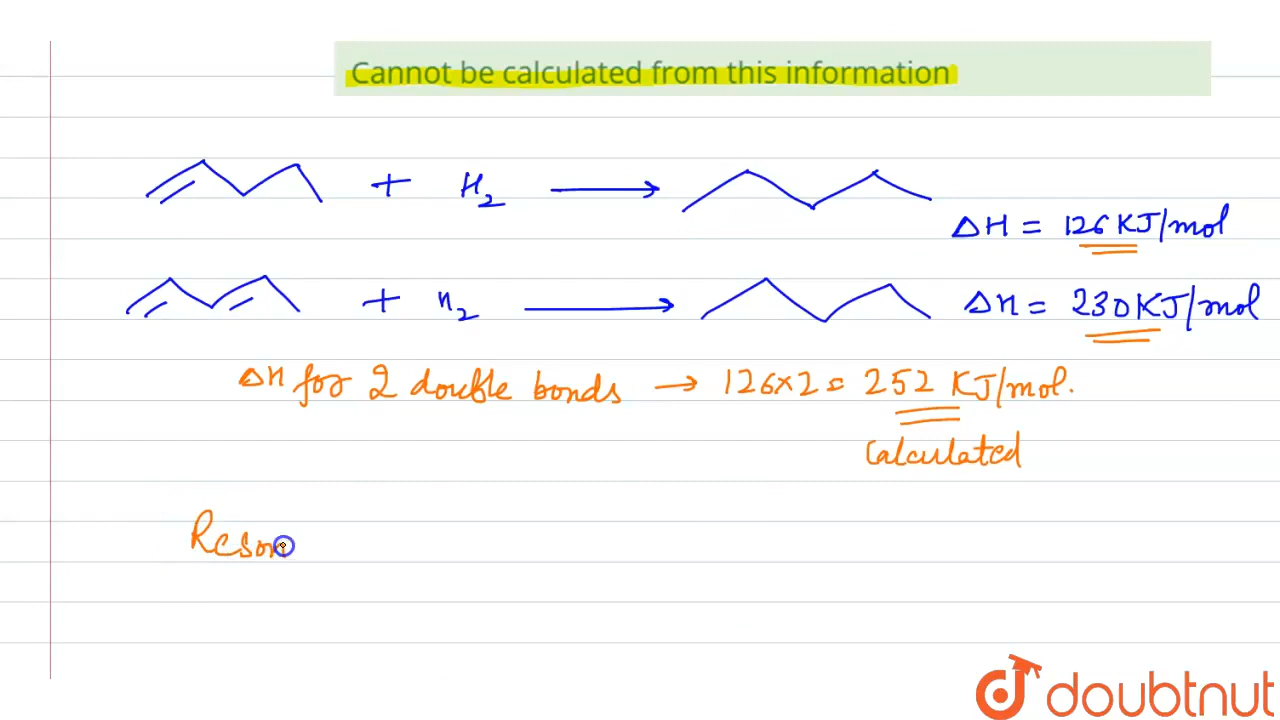 Cannot be calculated from this information
+ H2 → ΔH = 126 KJ/mol
+ H2 → ΔH = 230 KJ/mol
ΔH for 2 double bonds → 126×2 = 252 KJ/mol.
Calculated
Reson
doubtnut